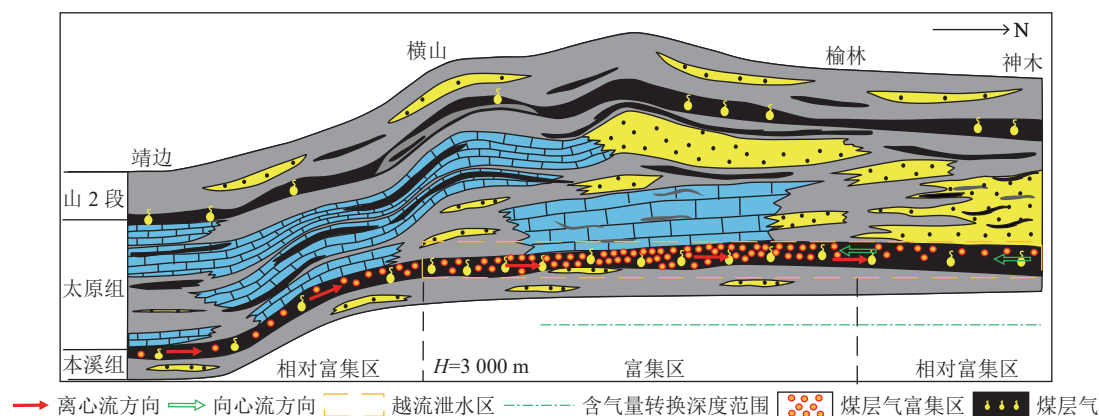 N
横山
榆林
神木
靖边
山 2 段
太原组
本溪组
相对富集区
H=3 000 m
富集区
相对富集区
离心流方向
向心流方向
越流泄水区
含气量转换深度范围
煤层气富集区
煤层气